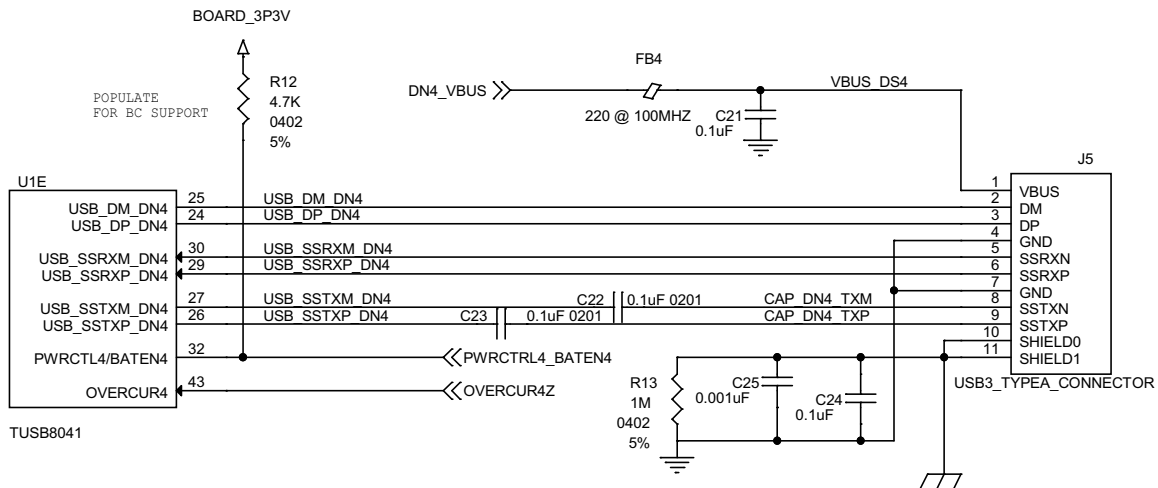 BOARD_3P3V
R12
4.7K
0402
5%
POPULATE
FOR BC SUPPORT
DN4_VBUS
FB4
220 @ 100MHZ
VBUS_DS4
C21
0.1uF
J5
U1E
USB_DM_DN4 25 USB_DM_DN4 2 DM
USB_DP_DN4 24 USB_DP_DN4 3 DP
1 VBUS
4 GND
USB_SSRXM_DN4 30 USB_SSRXM_DN4 5 SSRXN
USB_SSRXP_DN4 29 USB_SSRXP_DN4 6 SSRXP
7 GND
USB_SSTXM_DN4 27 USB_SSTXM_DN4 C22 0.1uF 0201 CAP_DN4_TXM 8 SSTXN
USB_SSTXP_DN4 26 USB_SSTXP_DN4 C23 0.1uF 0201 CAP_DN4_TXP 9 SSTXP
10 SHIELD0
11 SHIELD1
PWRCTL4/BATEN4 32 PWRCTRL4_BATEN4
OVERCUR4 43 OVERCUR4Z
TUSB8041
R13
1M
0402
5%
C25
0.001uF
C24
0.1uF
USB3_TYPEA_CONNECTOR